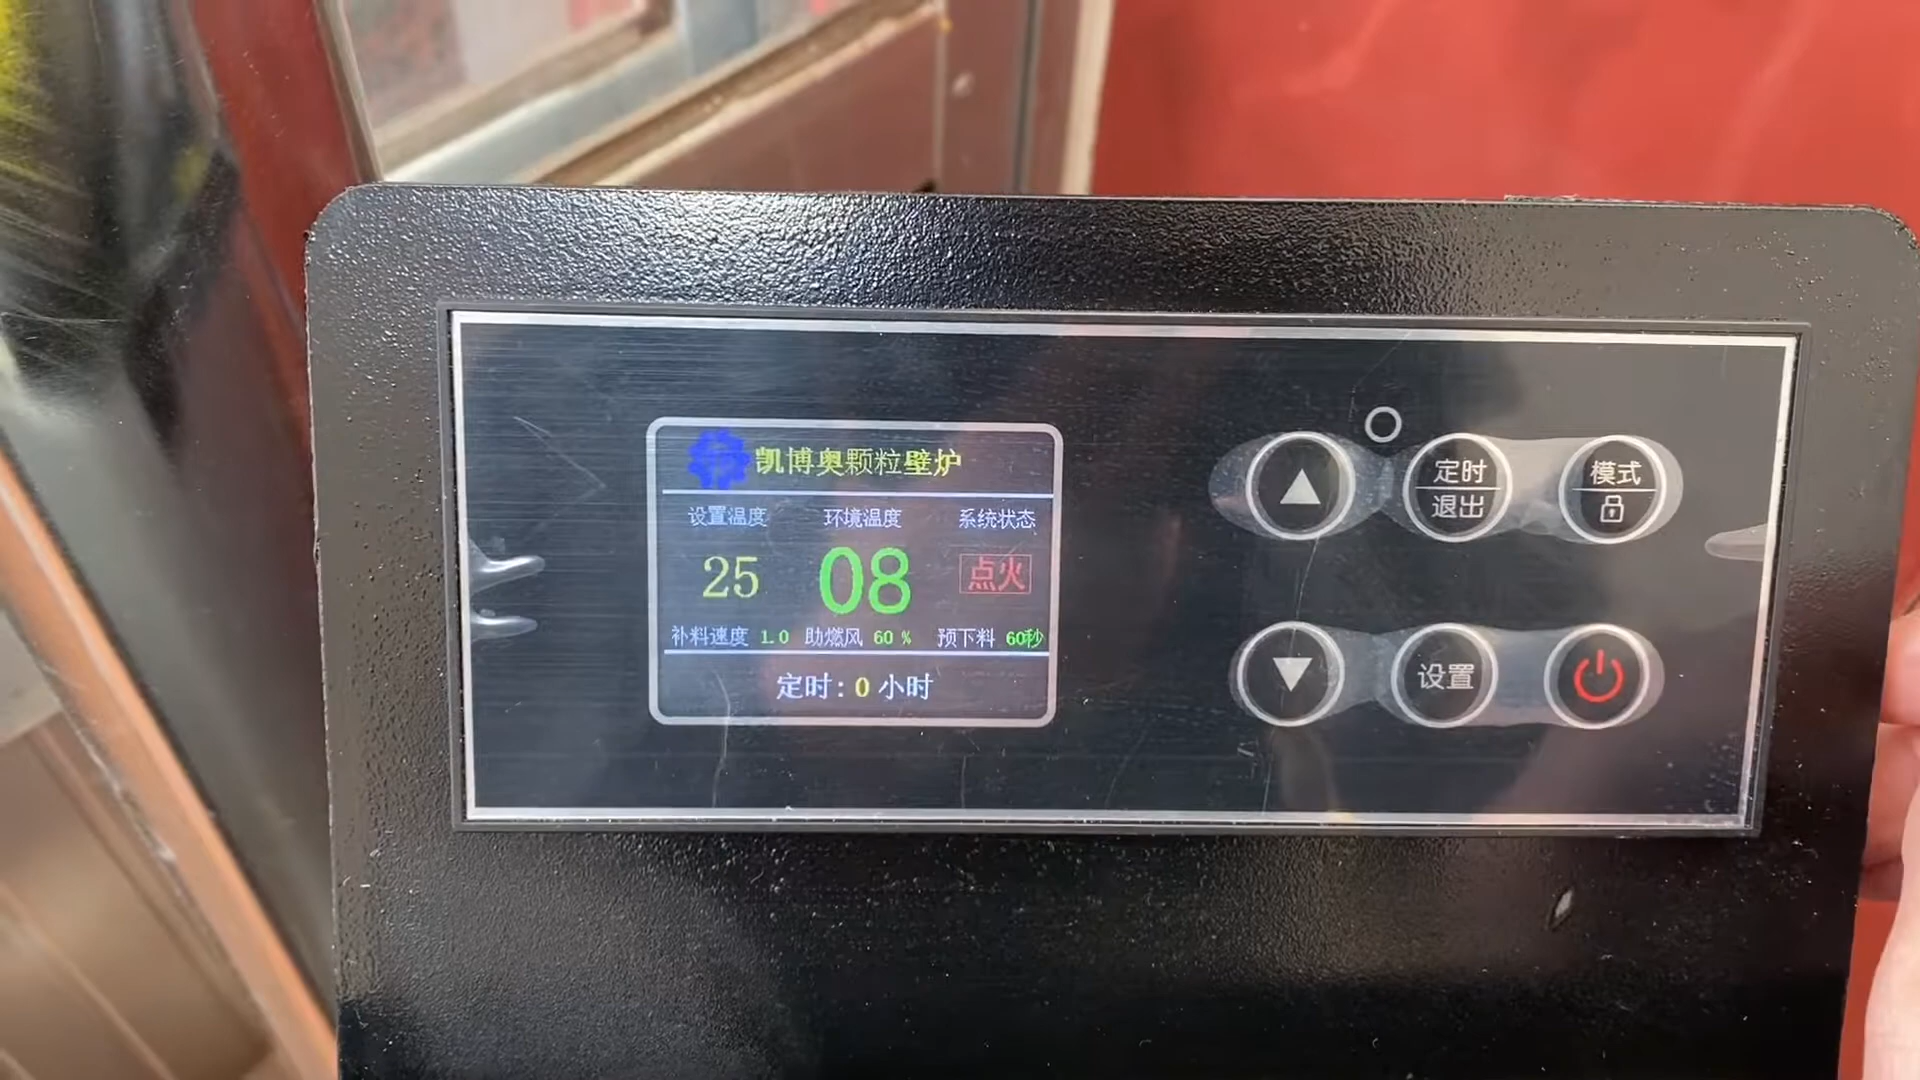 凯博奥颗粒壁炉
设置温度 环境温度 系统状态
25 08 点火
补料速度 1.0 助燃风 60 % 预下料 60秒
定时: 0 小时
定时
退出
模式
设置